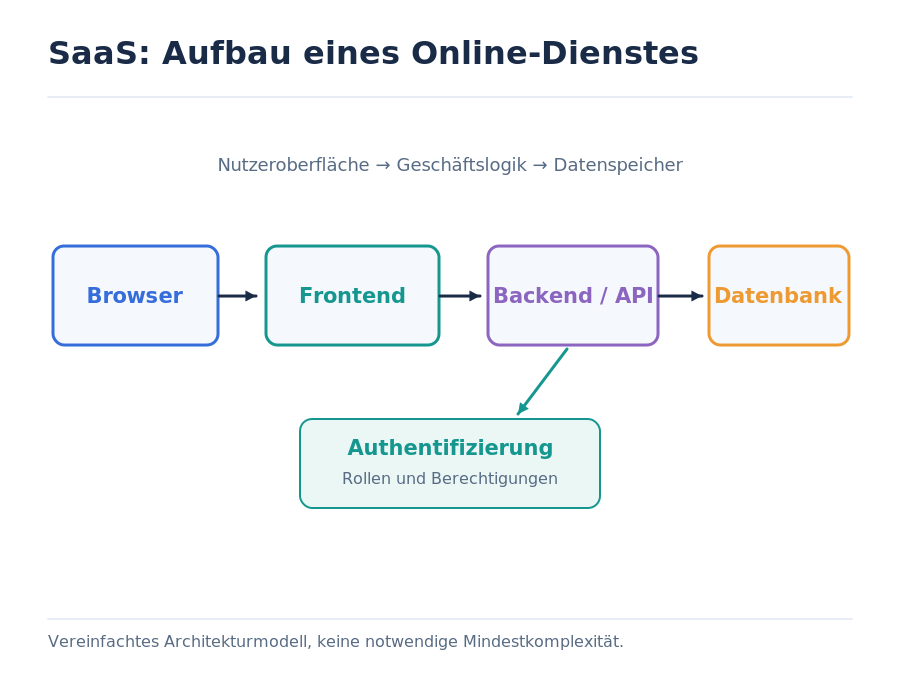 SaaS: Aufbau eines Online-Dienstes
Nutzeroberfläche → Geschäftslogik → Datenspeicher
Browser
Frontend
Backend / API
Datenbank
Authentifizierung
Rollen und Berechtigungen
Vereinfachtes Architekturmodell, keine notwendige Mindestkomplexität.